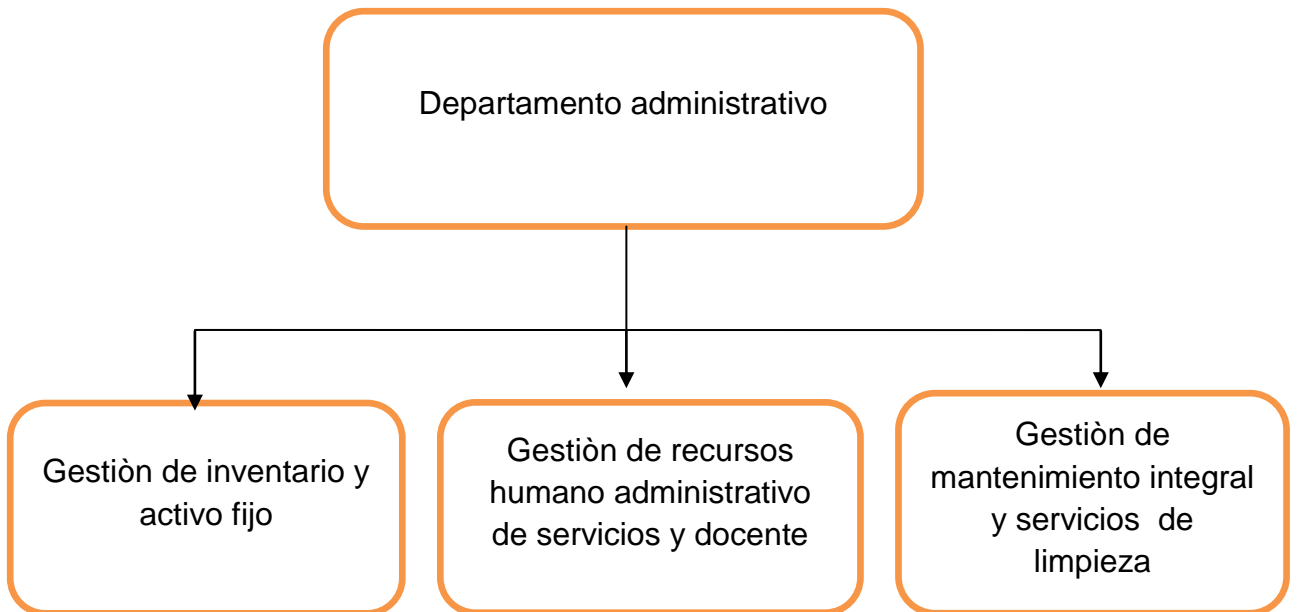 Departamento administrativo
Gestiòn de inventario y
activo fijo
Gestiòn de recursos
humano administrativo
de servicios y docente
Gestiòn de
mantenimiento integral
y servicios  de
limpieza